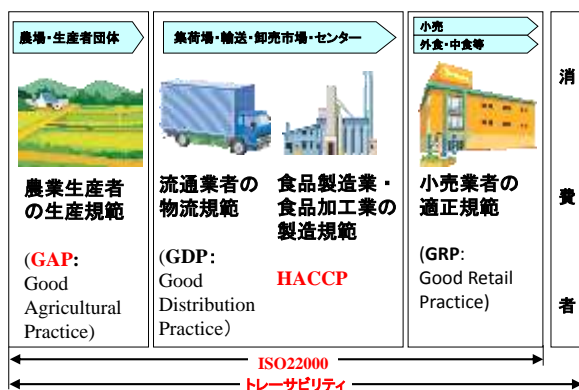 農場・生産者団体
集荷場・輸送・卸売市場・センター
小売
外食・中食等
農業生産者
の生産規範
(GAP:
Good
Agricultural
Practice)
流通業者の
物流規範
(GDP:
Good
Distribution
Practice)
食品製造業・
食品加工業の
製造規範
HACCP
小売業者の
適正規範
(GRP:
Good Retail
Practice)
消
費
者
ISO22000
トレーサビリティ